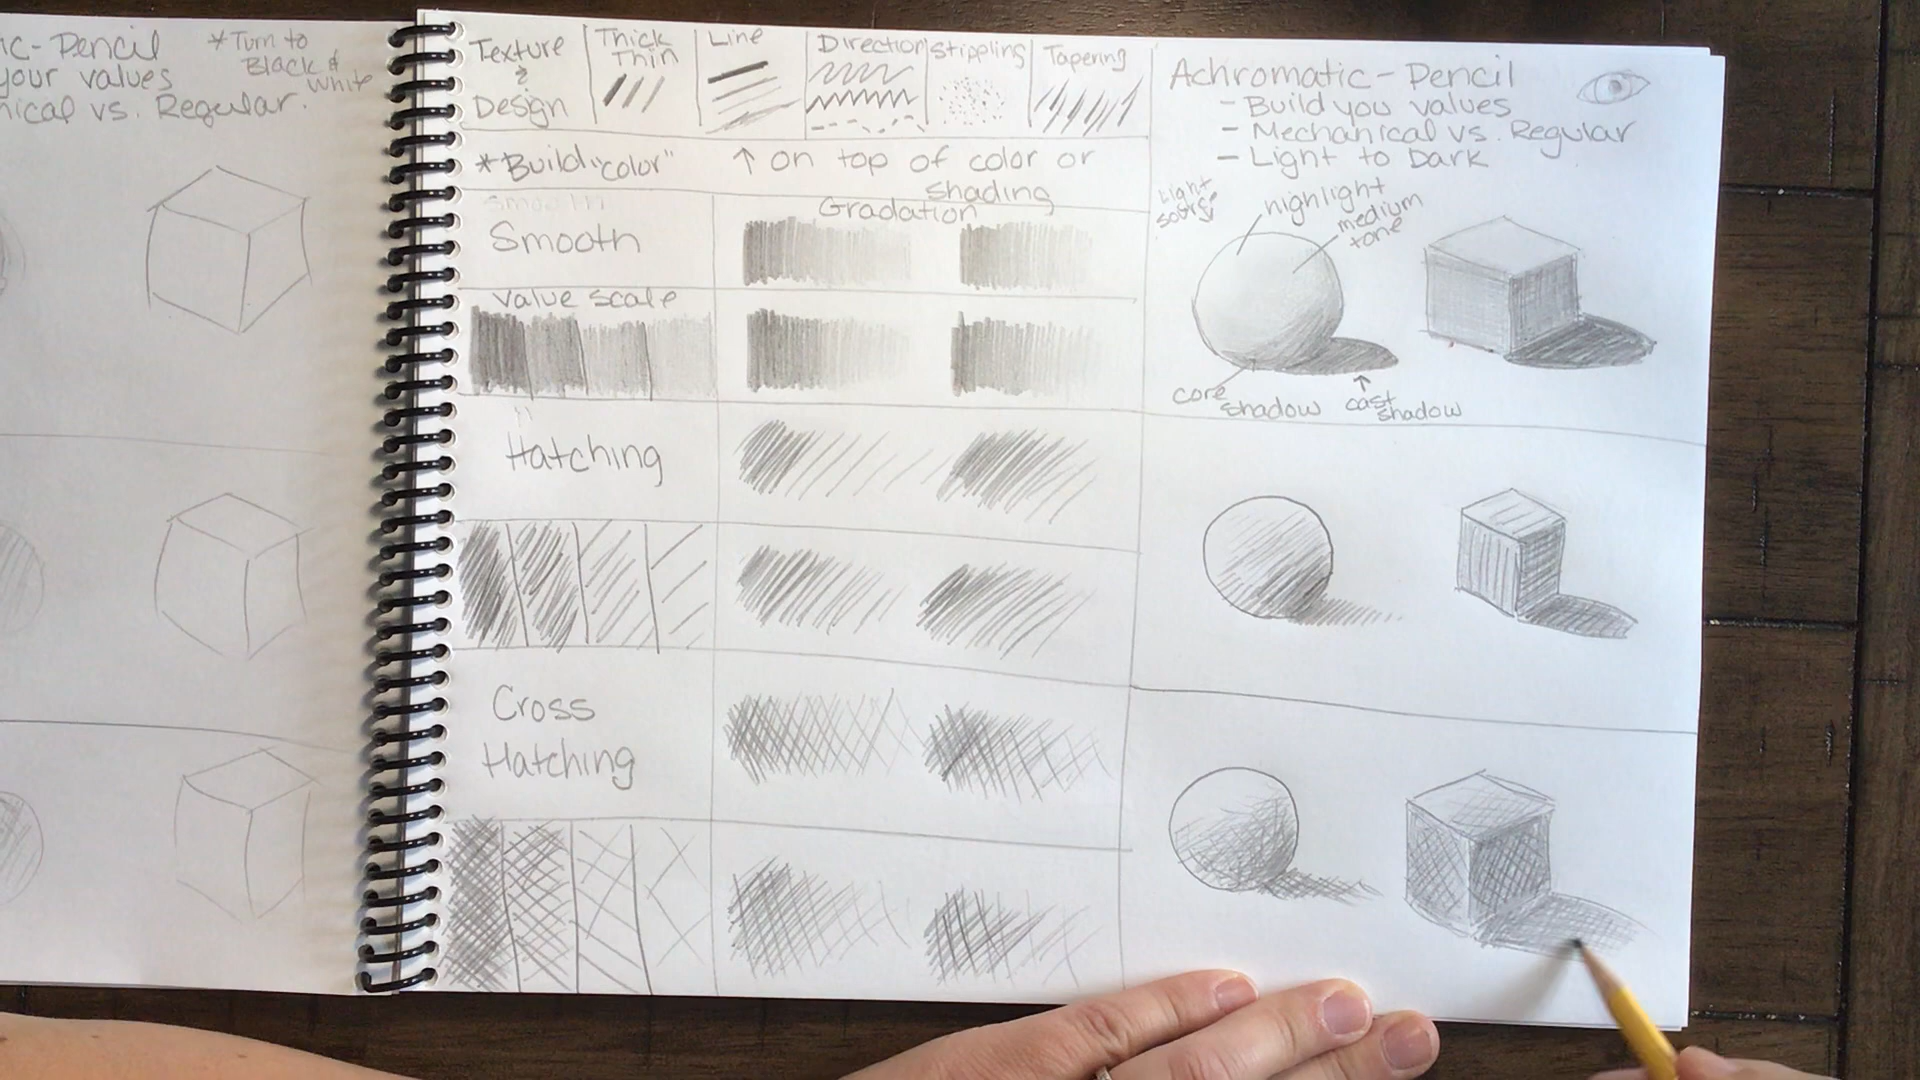 ic-Pencil
your values
nical vs. Regular.
*Turn to
Black &
White
Texture
&
Design
Thick
Thin
Line
Direction
Stippling
Tapering
*Build "color"
↑ on top of color or
shading
Smooth
Smooth
Gradation
Value scale
Hatching
Cross
Hatching
Achromatic - Pencil
- Build you values
- Mechanical vs. Regular
- Light to Dark
Light
highlight
medium
tone
core
shadow
cast
shadow